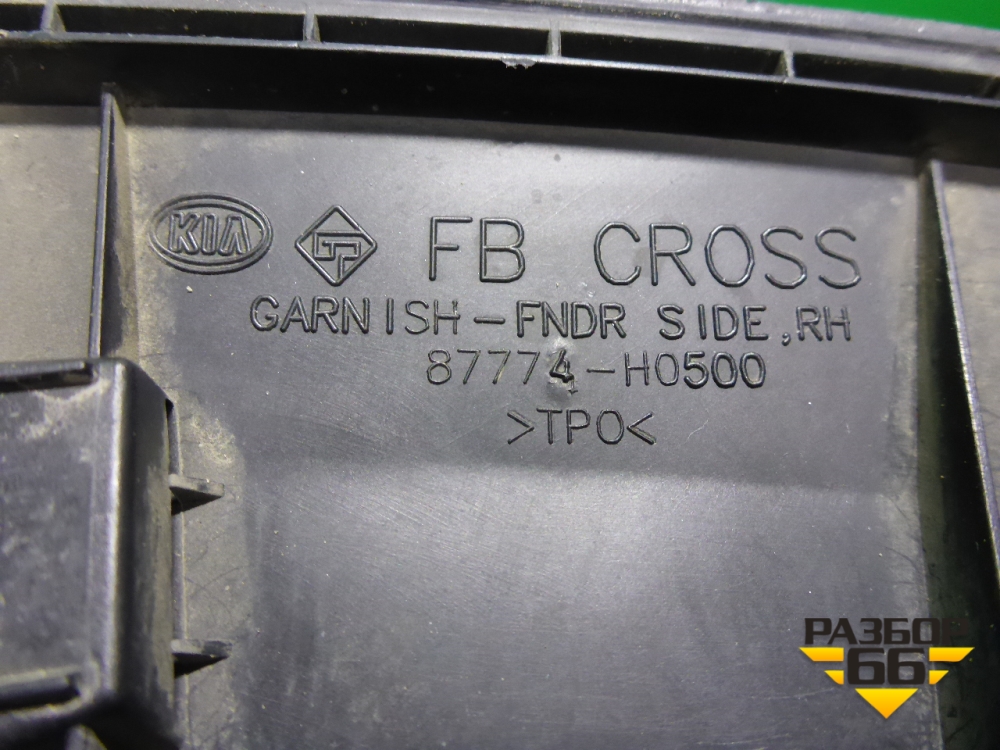 KIA FB CROSS
GARNISH-FNDR SIDE,RH
87774-H0500
>TPO<
РАЗБОР
66